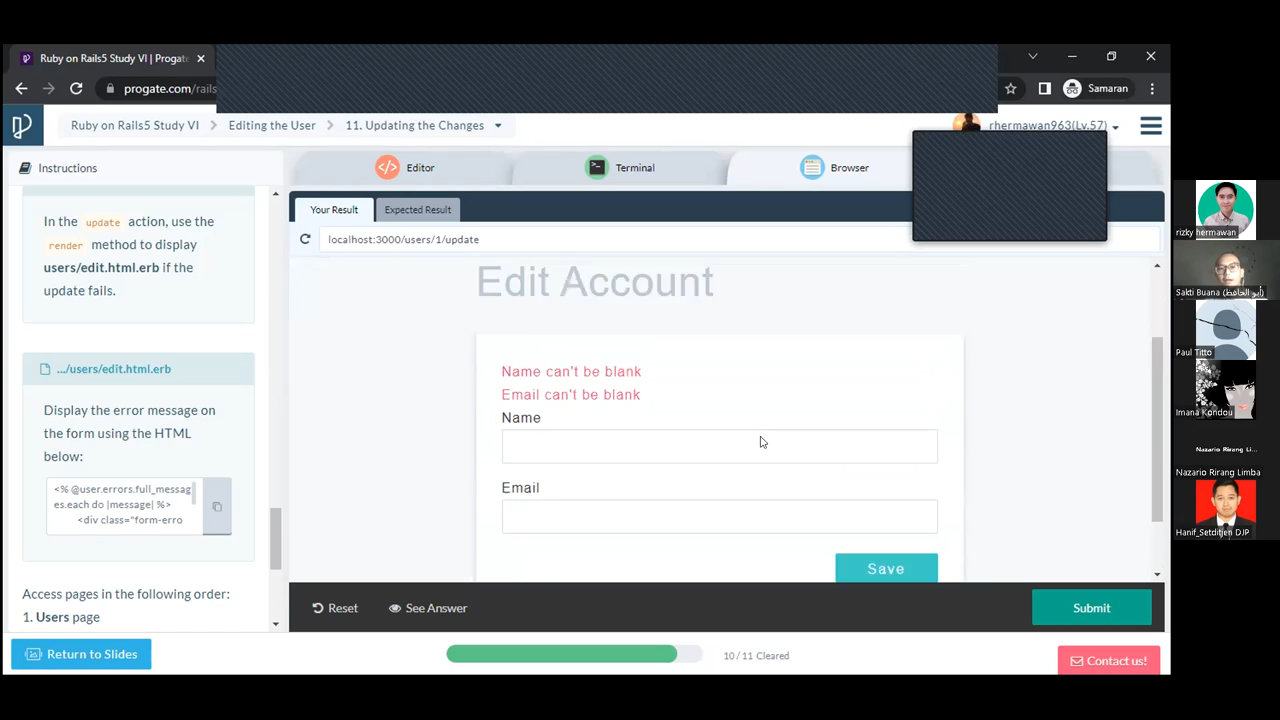 Ruby on Rails5 Study VI | Progate
progate.com/rails
Samaran
Ruby on Rails5 Study VI
Editing the User
11. Updating the Changes
rhermawan963(Lv.57)
Instructions
Editor
Terminal
Browser
In the update action, use the
render method to display
users/edit.html.erb if the
update fails.
.../users/edit.html.erb
Display the error message on
the form using the HTML
below:
<% @user.errors.full_messag
es.each do |message| %>
<div class="form-erro
Access pages in the following order:
1. Users page
Your Result
Expected Result
localhost:3000/users/1/update
Edit Account
Name can't be blank
Email can't be blank
Name
Email
Save
Reset
See Answer
Submit
Return to Slides
10 / 11 Cleared
Contact us!
rizky hermawan
Sakti Buana (أبو الحافظ)
Paul Titto
Imana Kondou
Nazario Rirang Li...
Nazario Rirang Limba
Hanif_Setditjen DJP